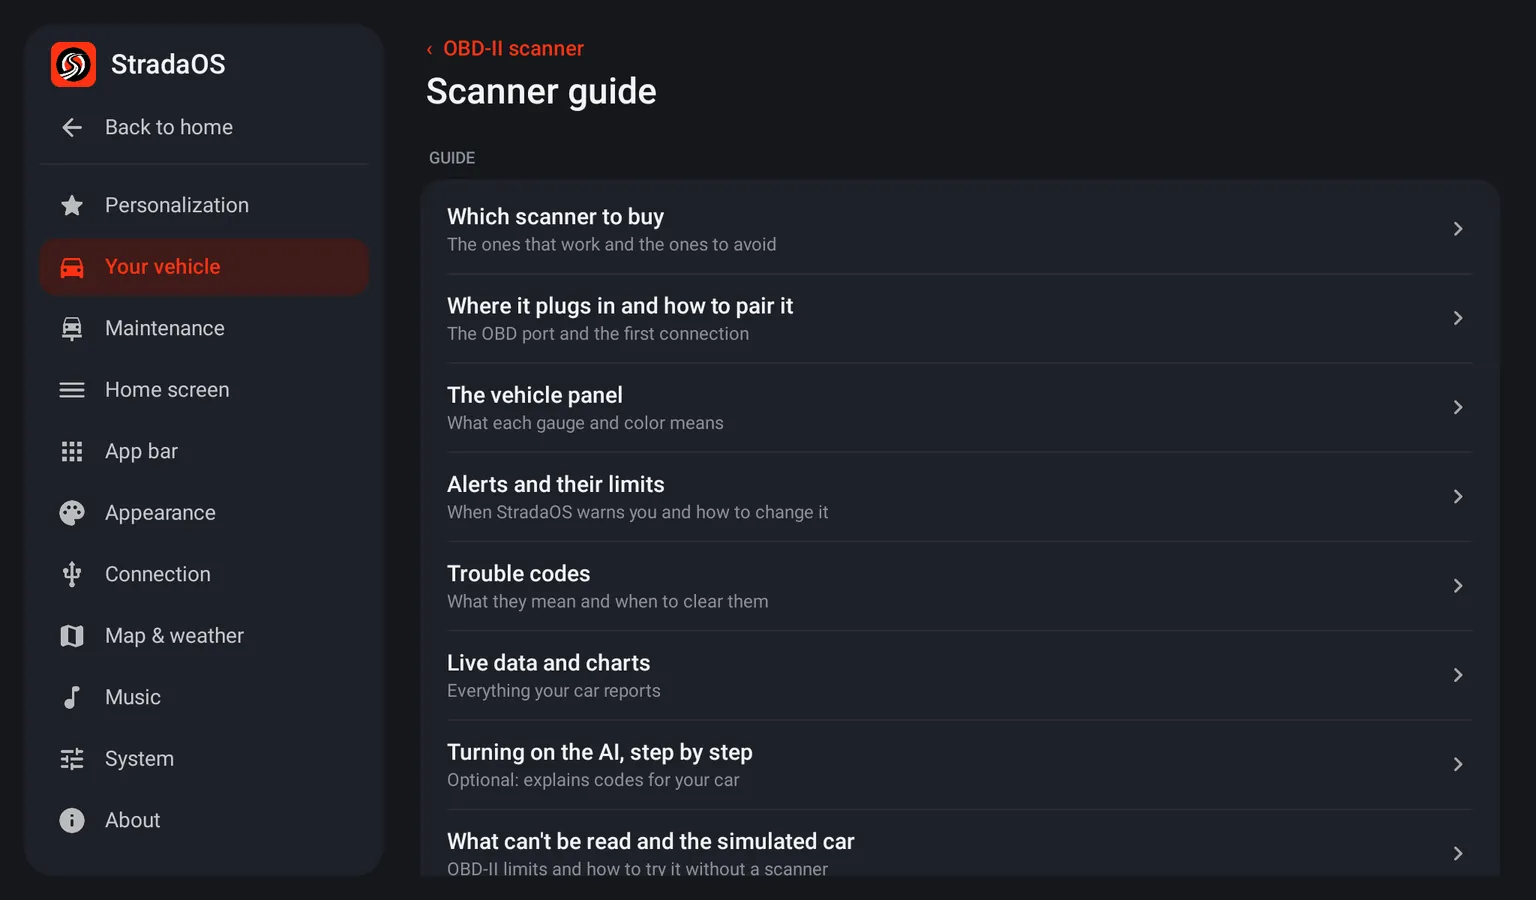 StradaOS
Back to home
Personalization
Your vehicle
Maintenance
Home screen
App bar
Appearance
Connection
Map & weather
Music
System
About
‹ OBD-II scanner
Scanner guide
GUIDE
Which scanner to buy
The ones that work and the ones to avoid
Where it plugs in and how to pair it
The OBD port and the first connection
The vehicle panel
What each gauge and color means
Alerts and their limits
When StradaOS warns you and how to change it
Trouble codes
What they mean and when to clear them
Live data and charts
Everything your car reports
Turning on the AI, step by step
Optional: explains codes for your car
What can't be read and the simulated car
OBD-II limits and how to try it without a scanner